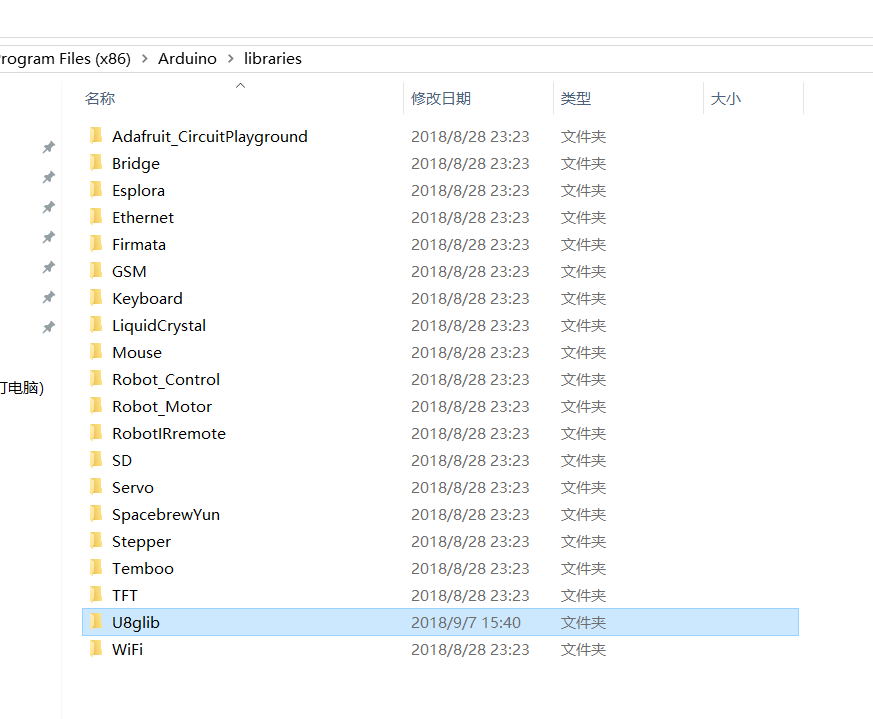 rogram Files (x86) > Arduino > libraries
名称 修改日期 类型 大小
Adafruit_CircuitPlayground 2018/8/28 23:23 文件夹
Bridge 2018/8/28 23:23 文件夹
Esplora 2018/8/28 23:23 文件夹
Ethernet 2018/8/28 23:23 文件夹
Firmata 2018/8/28 23:23 文件夹
GSM 2018/8/28 23:23 文件夹
Keyboard 2018/8/28 23:23 文件夹
LiquidCrystal 2018/8/28 23:23 文件夹
Mouse 2018/8/28 23:23 文件夹
Robot_Control 2018/8/28 23:23 文件夹
电脑)
Robot_Motor 2018/8/28 23:23 文件夹
RobotIRremote 2018/8/28 23:23 文件夹
SD 2018/8/28 23:23 文件夹
Servo 2018/8/28 23:23 文件夹
SpacebrewYun 2018/8/28 23:23 文件夹
Stepper 2018/8/28 23:23 文件夹
Temboo 2018/8/28 23:23 文件夹
TFT 2018/8/28 23:23 文件夹
U8glib 2018/9/7 15:40 文件夹
WiFi 2018/8/28 23:23 文件夹